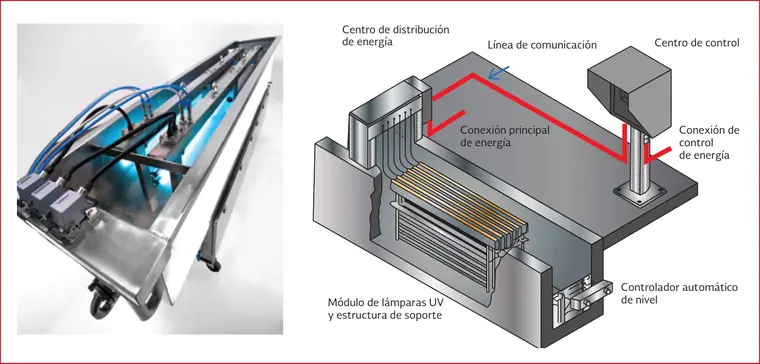 Centro de distribución
de energía
Línea de comunicación
Centro de control
Conexión principal
de energía
Conexión de
control
de energía
Controlador automático
de nivel
Módulo de lámparas UV
y estructura de soporte